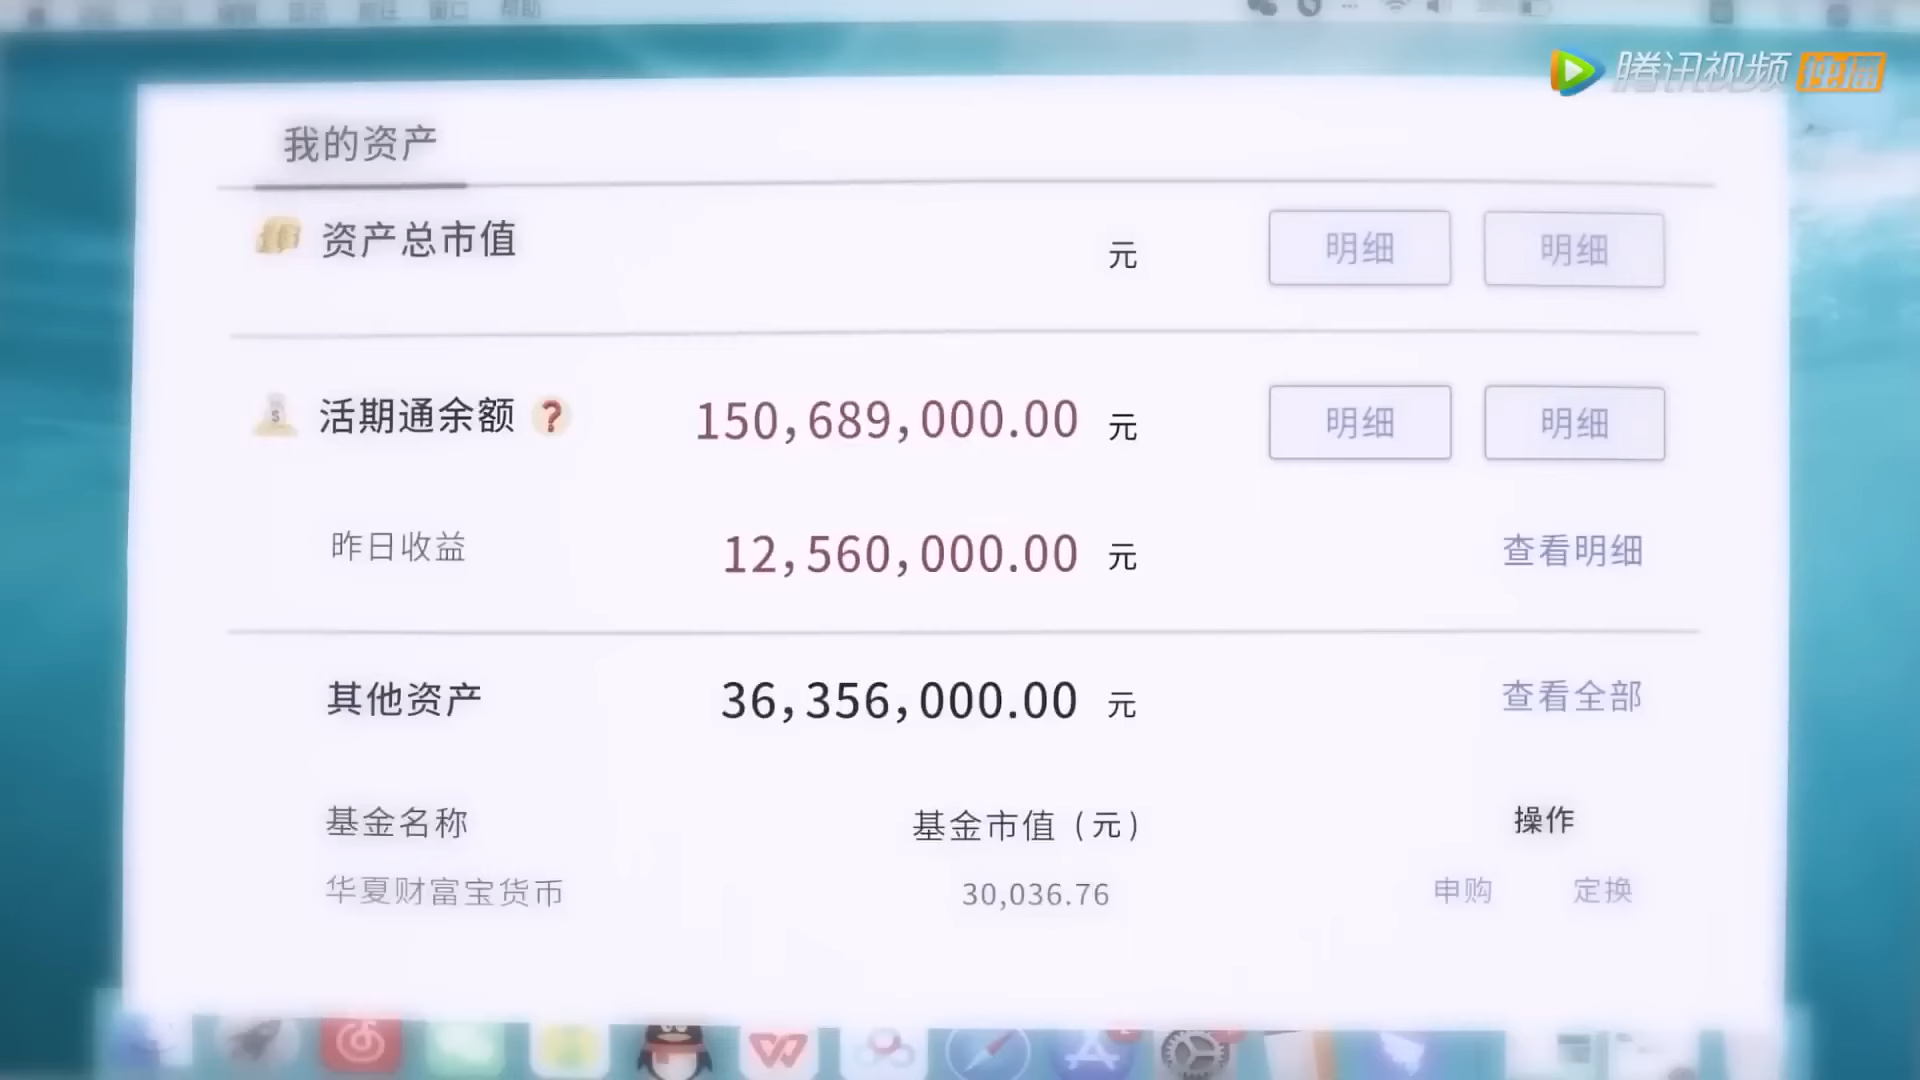 帮助
腾讯视频 独播
我的资产
资产总市值 元 明细 明细
活期通余额 ? 150,689,000.00 元 明细 明细
昨日收益 12,560,000.00 元 查看明细
其他资产 36,356,000.00 元 查看全部
基金名称 基金市值（元） 操作
华夏财富宝货币 30,036.76 申购 定换